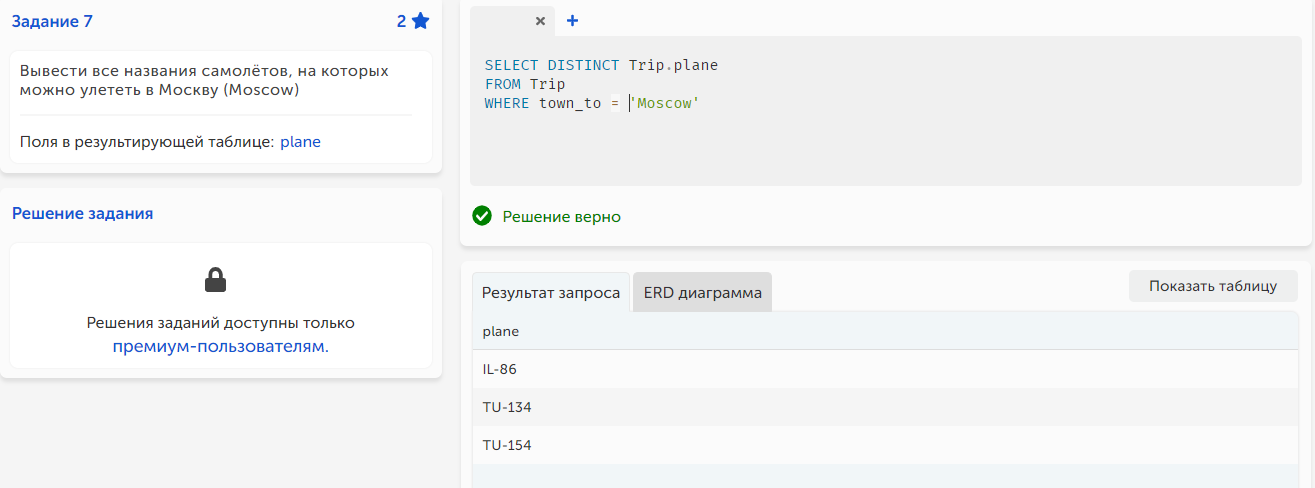 Задание 7
2
Вывести все названия самолётов, на которых
можно улететь в Москву (Moscow)
Поля в результирующей таблице: plane
Решение задания
Решения заданий доступны только
премиум-пользователям.
× +
SELECT DISTINCT Trip.plane
FROM Trip
WHERE town_to = 'Moscow'
Решение верно
Результат запроса
ERD диаграмма
Показать таблицу
plane
IL-86
TU-134
TU-154